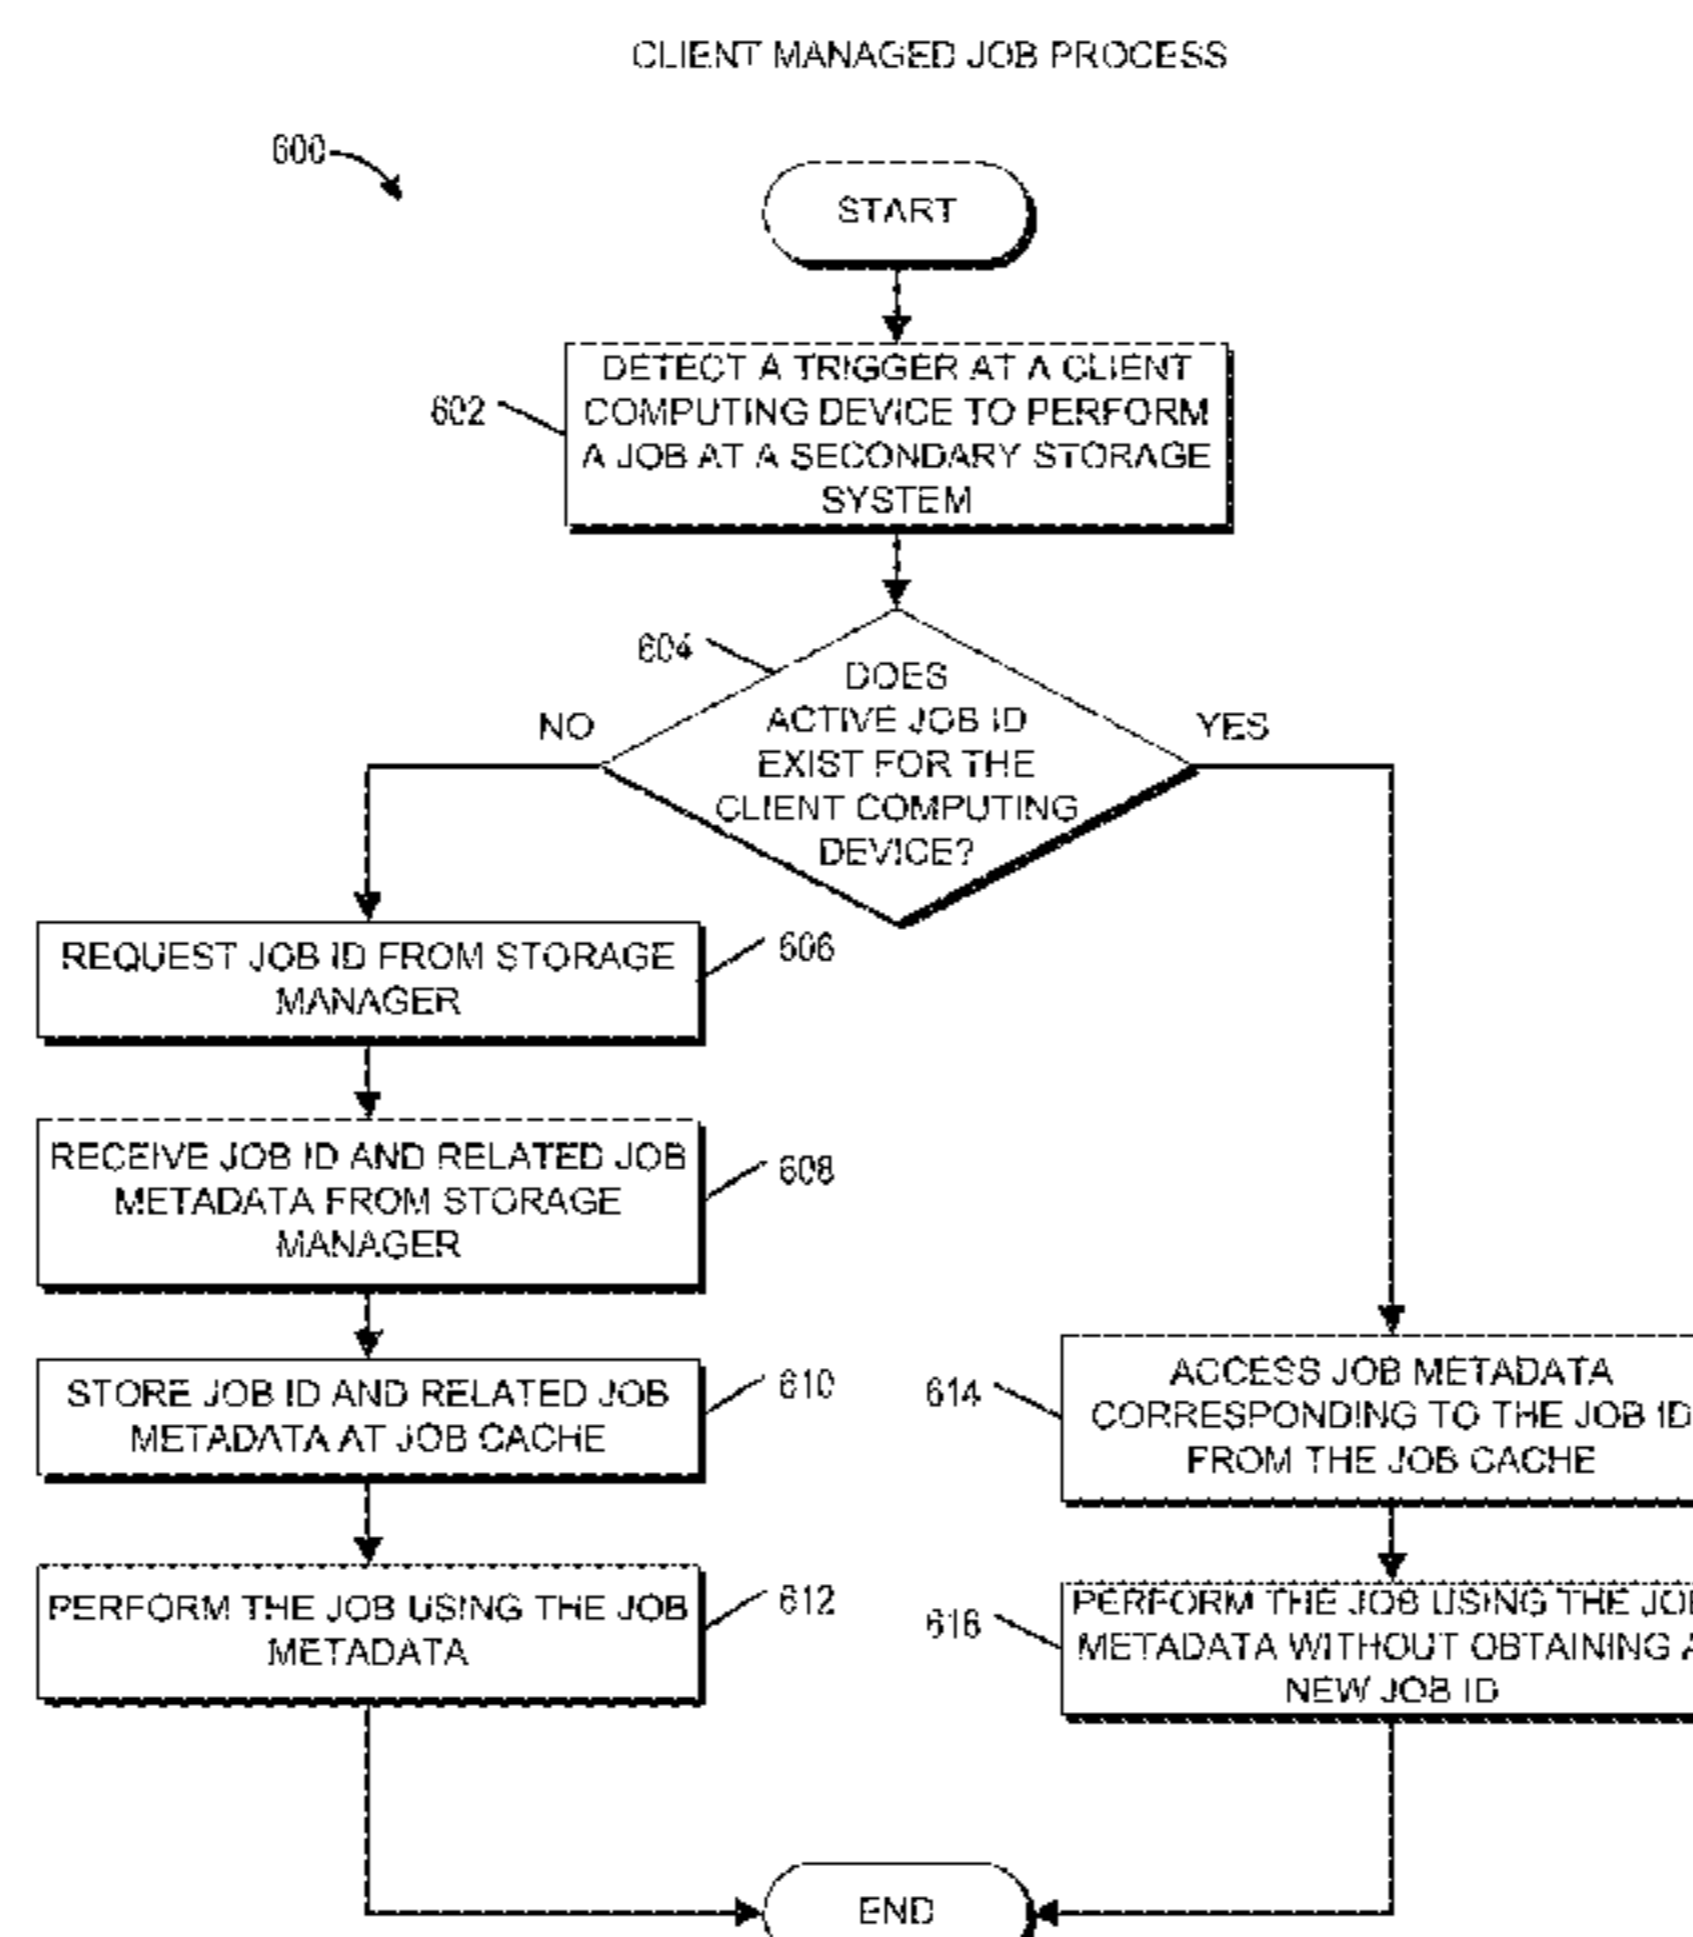 CLIENT MANAGED JOB PROCESS
600
START
602
DETECT A TRIGGER AT A CLIENT
COMPUTING DEVICE TO PERFORM
A JOB AT A SECONDARY STORAGE
SYSTEM
604
DOES
ACTIVE JOB ID
EXIST FOR THE
CLIENT COMPUTING
DEVICE?
NO
YES
REQUEST JOB ID FROM STORAGE
MANAGER
606
RECEIVE JOB ID AND RELATED JOB
METADATA FROM STORAGE
MANAGER
608
STORE JOB ID AND RELATED JOB
METADATA AT JOB CACHE
610
PERFORM THE JOB USING THE JOB
METADATA
612
614
ACCESS JOB METADATA
CORRESPONDING TO THE JOB ID
FROM THE JOB CACHE
616
PERFORM THE JOB USING THE JOB
METADATA WITHOUT OBTAINING A
NEW JOB ID
END